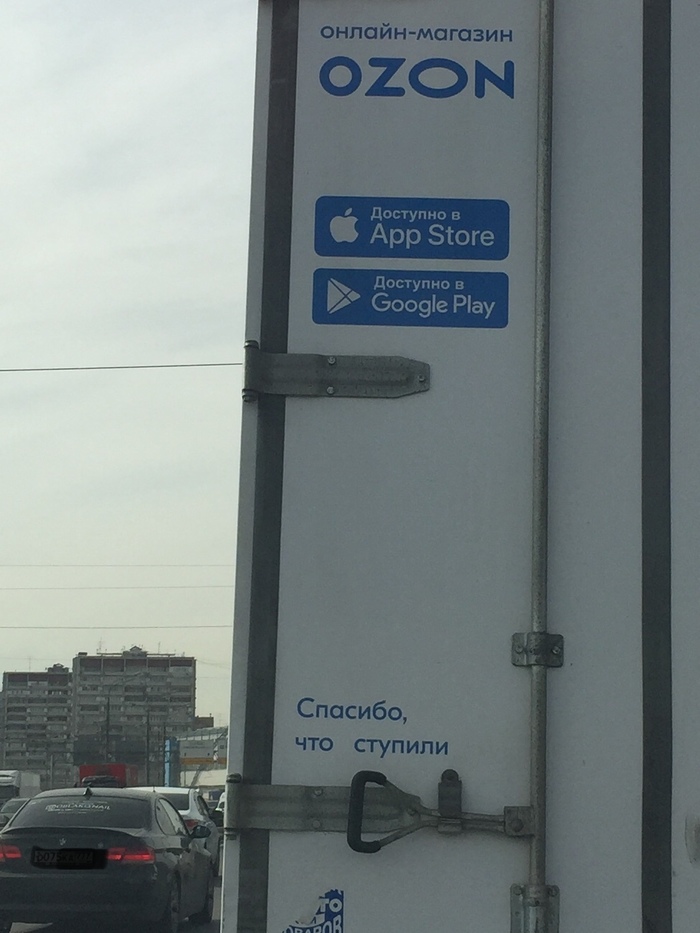 онлайн-магазин
OZON
Доступно в
App Store
Доступно в
Google Play
Спасибо,
что ступили